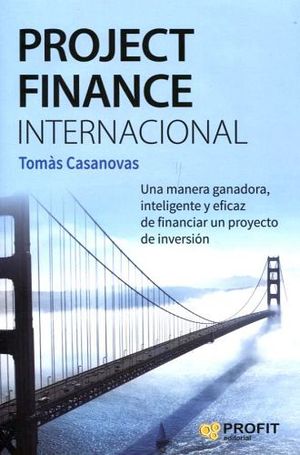 PROJECT
FINANCE
INTERNACIONAL
Tomàs Casanovas
Una manera ganadora,
inteligente y eficaz
de financiar un proyecto
de inversión
PROFIT
editorial